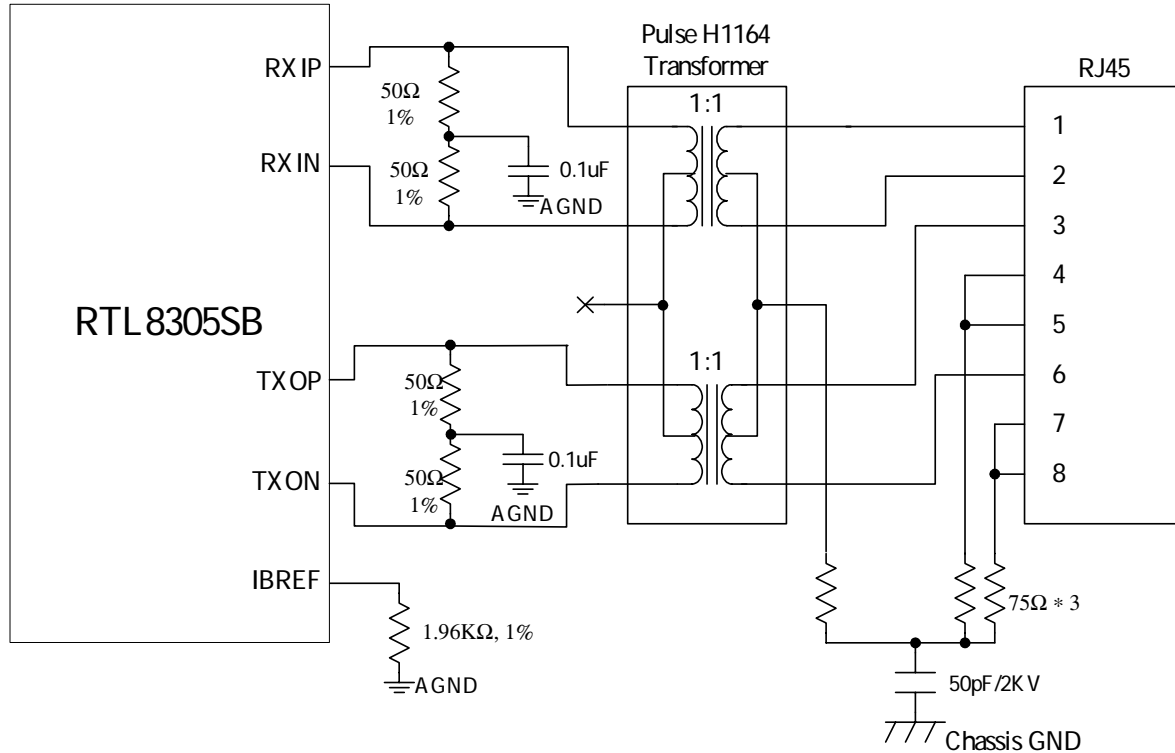 Pulse H1164
Transformer
RJ45
RXIP
1:1
50Ω
1%
1
RXIN
50Ω
1%
0.1uF
2
AGND
3
4
RTL8305SB
5
1:1
TXOP
50Ω
1%
6
7
0.1uF
TXON
50Ω
1%
8
AGND
IBREF
75Ω * 3
1.96KΩ, 1%
AGND
50pF/2KV
Chassis GND